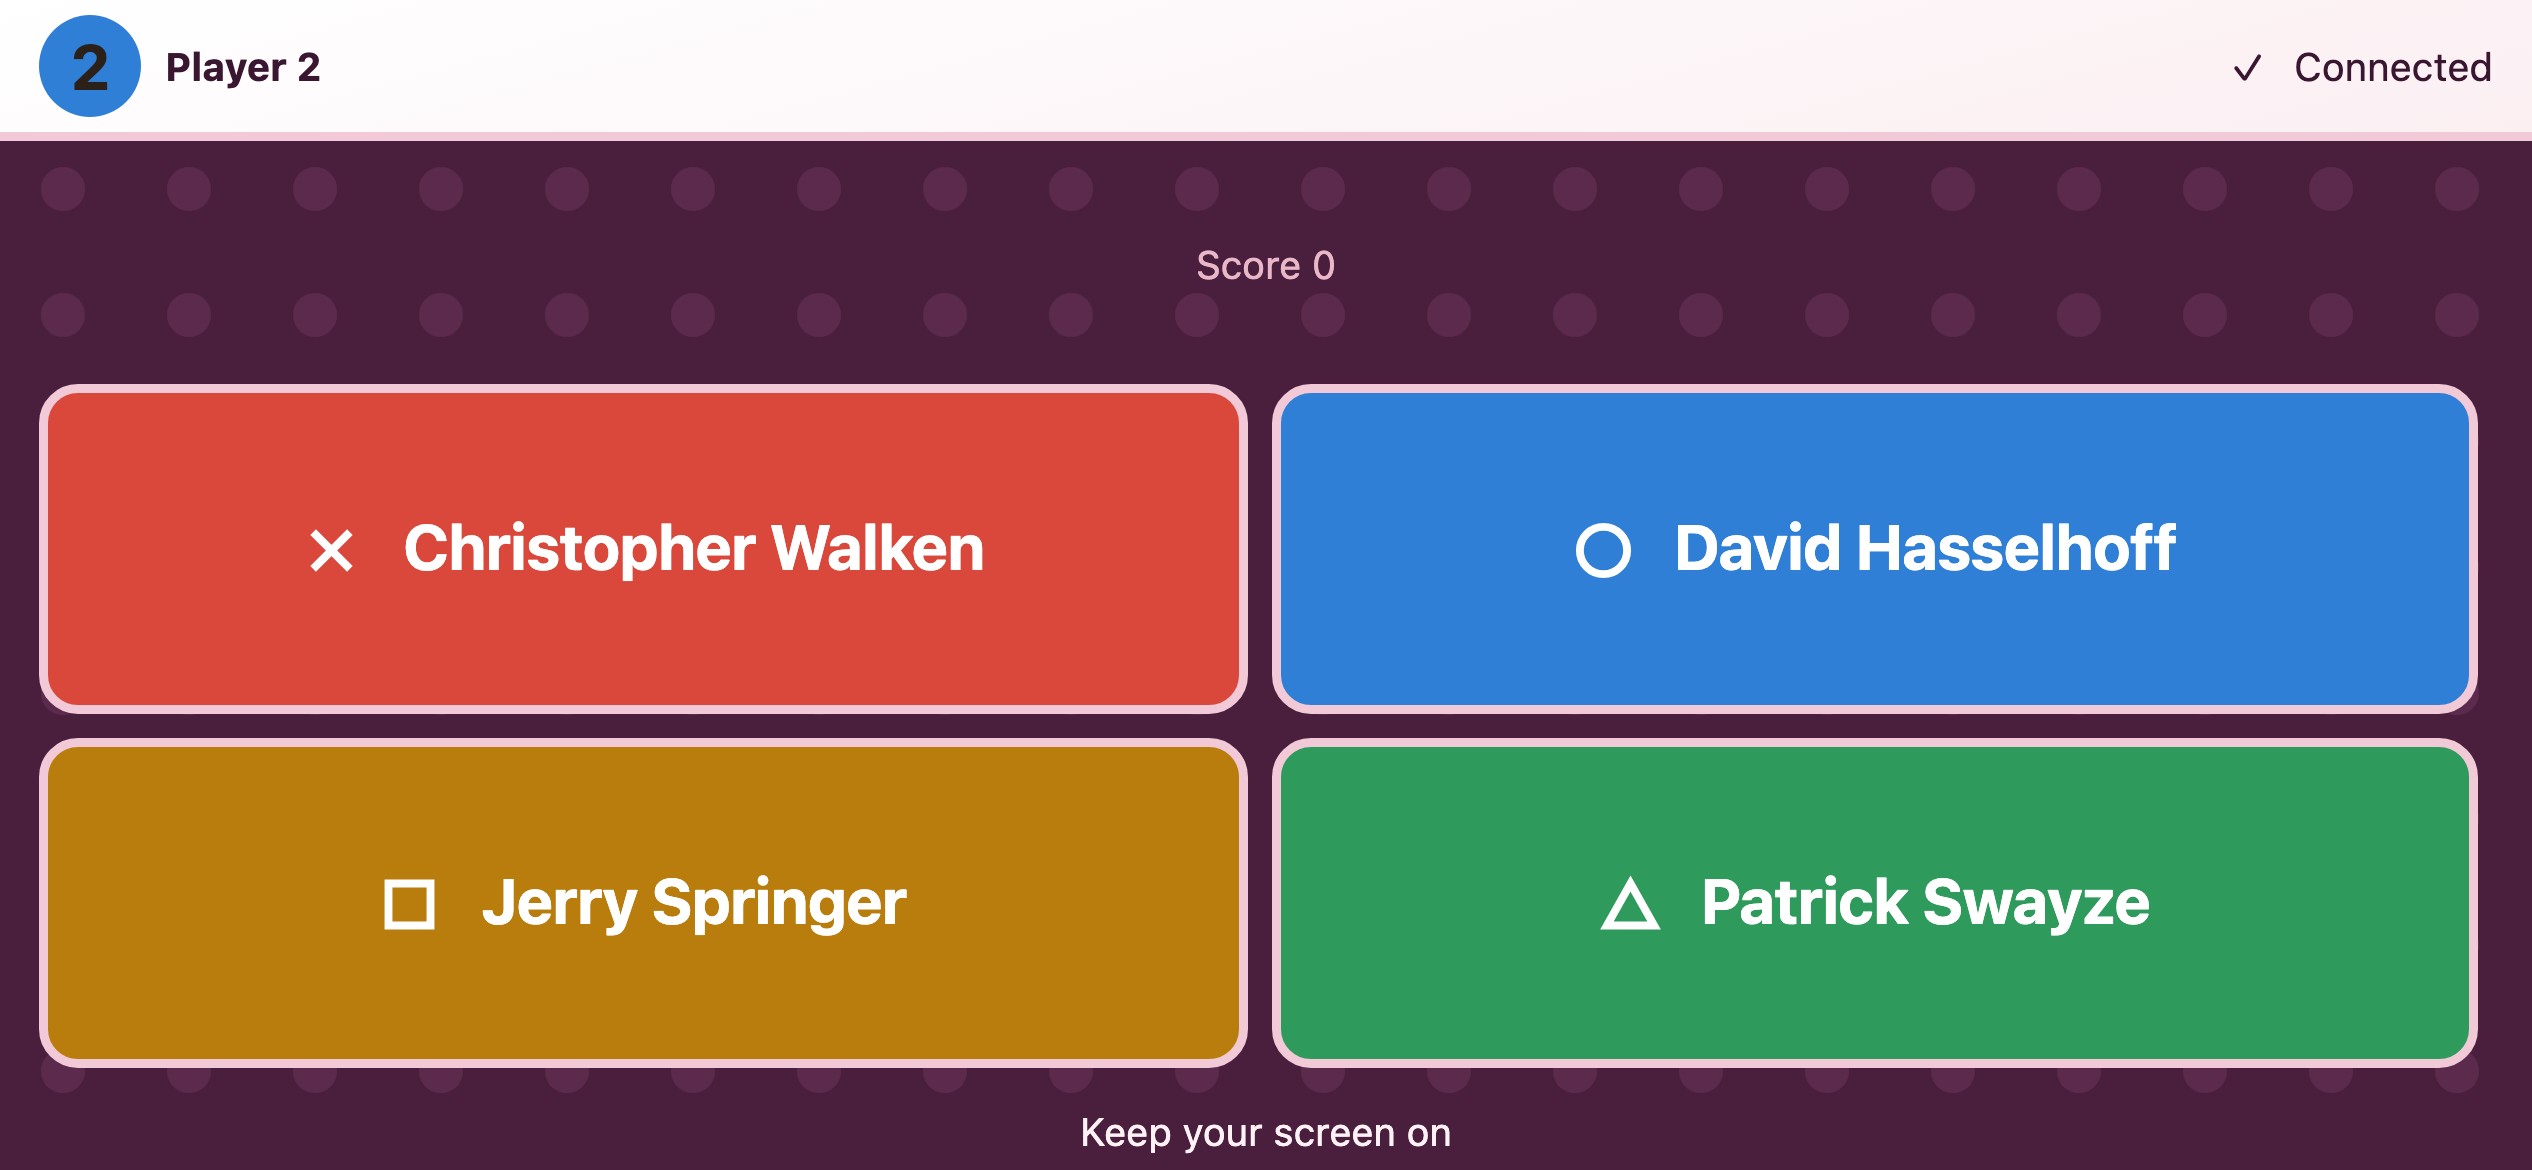 2 Player 2 ✓ Connected
Score 0
× Christopher Walken
○ David Hasselhoff
□ Jerry Springer
△ Patrick Swayze
Keep your screen on